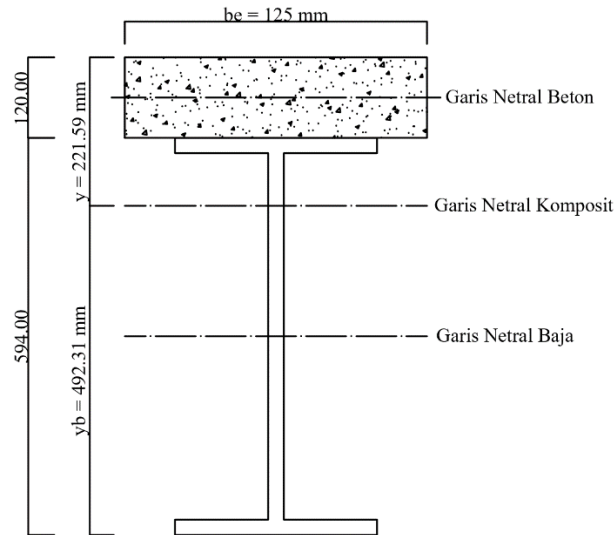 be = 125 mm
120.00
y = 221.59 mm
Garis Netral Beton
Garis Netral Komposit
594.00
yb = 492.31 mm
Garis Netral Baja